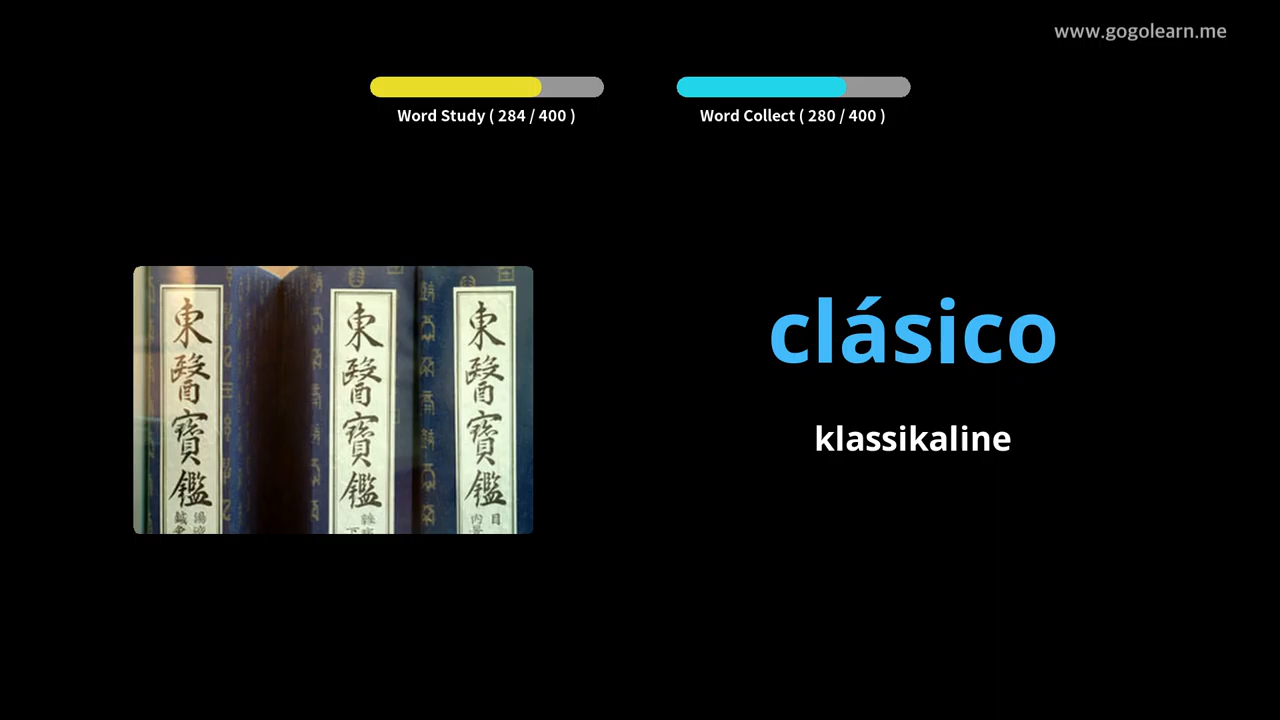 www.gogolearn.me
Word Study ( 284 / 400 )
Word Collect ( 280 / 400 )
東醫寶鑑
東醫寶鑑
東醫寶鑑
clásico
klassikaline